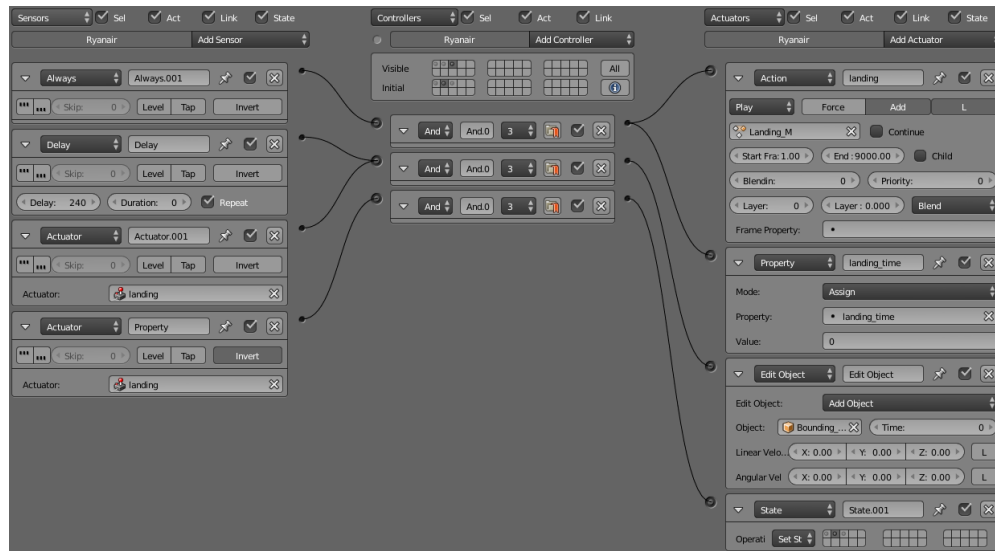 Sensors Sel Act Link State
Ryanair Add Sensor
Always Always.001
Skip: 0 Level Tap Invert
Delay Delay
Skip: 0 Level Tap Invert
Delay: 240 Duration: 0 Repeat
Actuator Actuator.001
Skip: 0 Level Tap Invert
Actuator: landing
Actuator Property
Skip: 0 Level Tap Invert
Actuator: landing
Controllers Sel Act Link
Ryanair Add Controller
Visible All
Initial
And And.0 3
And And.0 3
And And.0 3
Actuators Sel Act Link State
Ryanair Add Actuator
Action landing
Play Force Add L
Landing_M Continue
Start Fra: 1.00 End : 9000.00 Child
Blendin: 0 Priority: 0
Layer: 0 Layer : 0.000 Blend
Frame Property:
Property landing_time
Mode: Assign
Property: landing_time
Value: 0
Edit Object Edit Object
Edit Object: Add Object
Object: Bounding_... Time: 0
Linear Velo... X: 0.00 Y: 0.00 Z: 0.00 L
Angular Vel X: 0.00 Y: 0.00 Z: 0.00 L
State State.001
Operati Set St